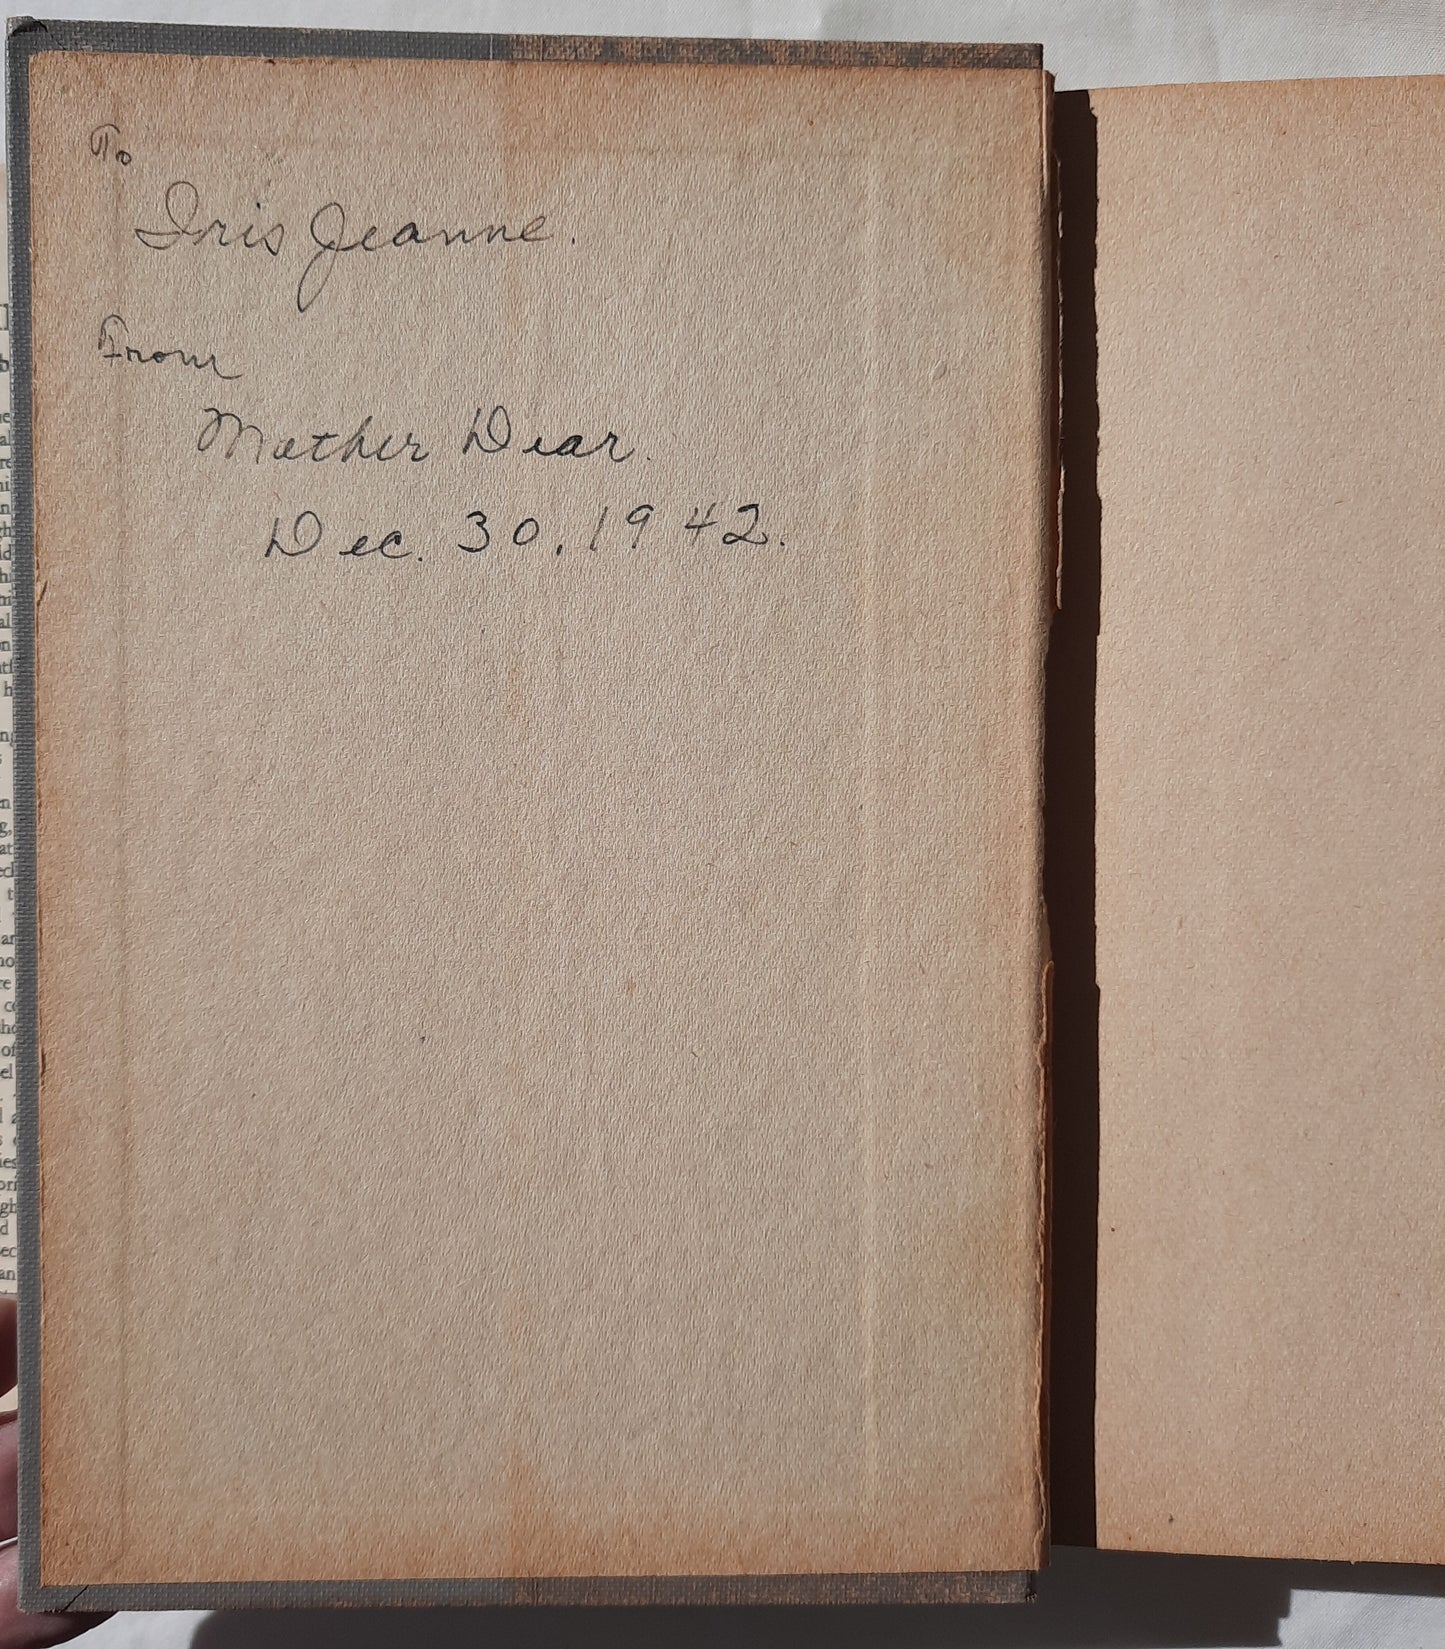 To
Iris Jeanne.
From
Mother Dear.
Dec. 30, 1942.